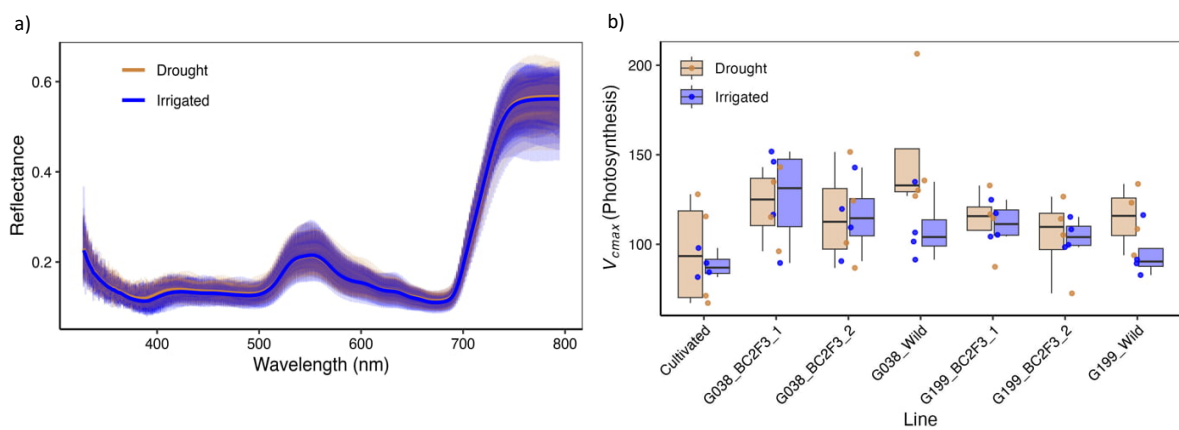 a)
0.6
0.4
0.2
Reflectance
Drought
Irrigated
400
500
600
700
800
Wavelength (nm)
b)
200
150
100
Vcmax (Photosynthesis)
Drought
Irrigated
Cultivated
G038_BC2F3_1
G038_BC2F3_2
G038_Wild
G199_BC2F3_1
G199_BC2F3_2
G199_Wild
Line